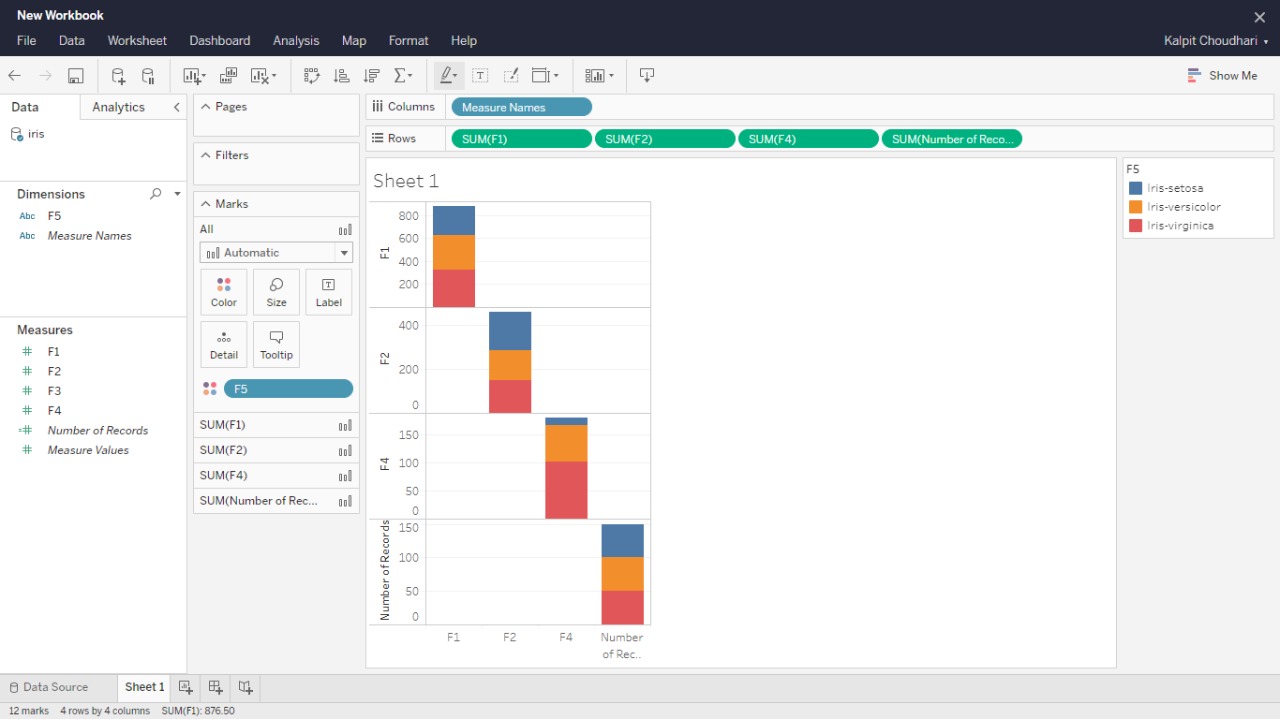 New Workbook
File Data Worksheet Dashboard Analysis Map Format Help
Kalpit Choudhari
Show Me
Data Analytics
iris
Dimensions
Abc F5
Abc Measure Names
Measures
F1
F2
F3
F4
Number of Records
Measure Values
Pages
Filters
Marks
All
Automatic
Color Size Label
Detail Tooltip
F5
SUM(F1)
SUM(F2)
SUM(F4)
SUM(Number of Rec...
Columns Measure Names
Rows SUM(F1) SUM(F2) SUM(F4) SUM(Number of Reco...
Sheet 1
F1
800
600
400
200
F2
400
200
0
F4
150
100
50
0
Number of Records
150
100
50
0
F1 F2 F4 Number
of Rec..
F5
Iris-setosa
Iris-versicolor
Iris-virginica
Data Source Sheet 1
12 marks 4 rows by 4 columns SUM(F1): 876.50